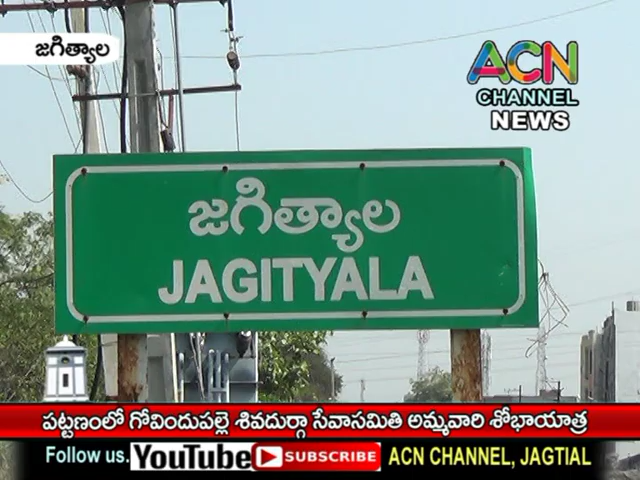 జగిత్యాల
ACN
CHANNEL
NEWS
జగిత్యాల
JAGITYALA
పట్టణంలో గోవిందుపల్లె శివదుర్గా సేవాసమితి అమ్మవారి శోభాయాత్ర
Follow us. YouTube SUBSCRIBE ACN CHANNEL, JAGTIAL